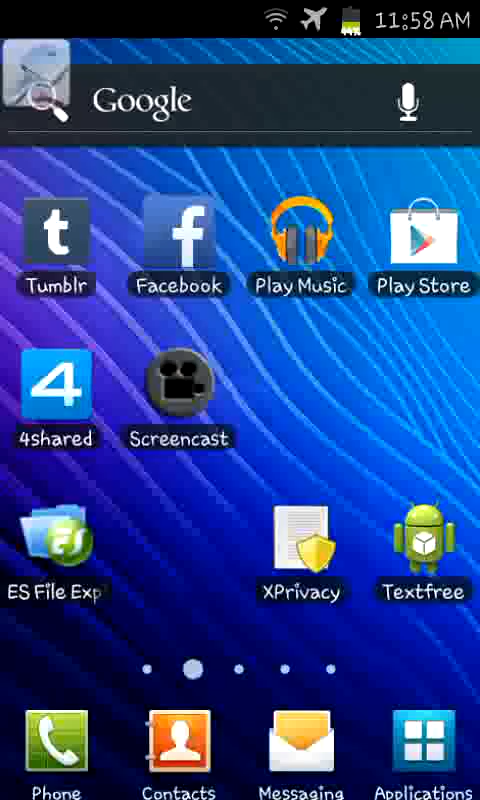 11:58 AM
Google
Tumblr
Facebook
Play Music
Play Store
4shared
Screencast
ES File Exp
XPrivacy
Textfree
Phone
Contacts
Messaging
Applications